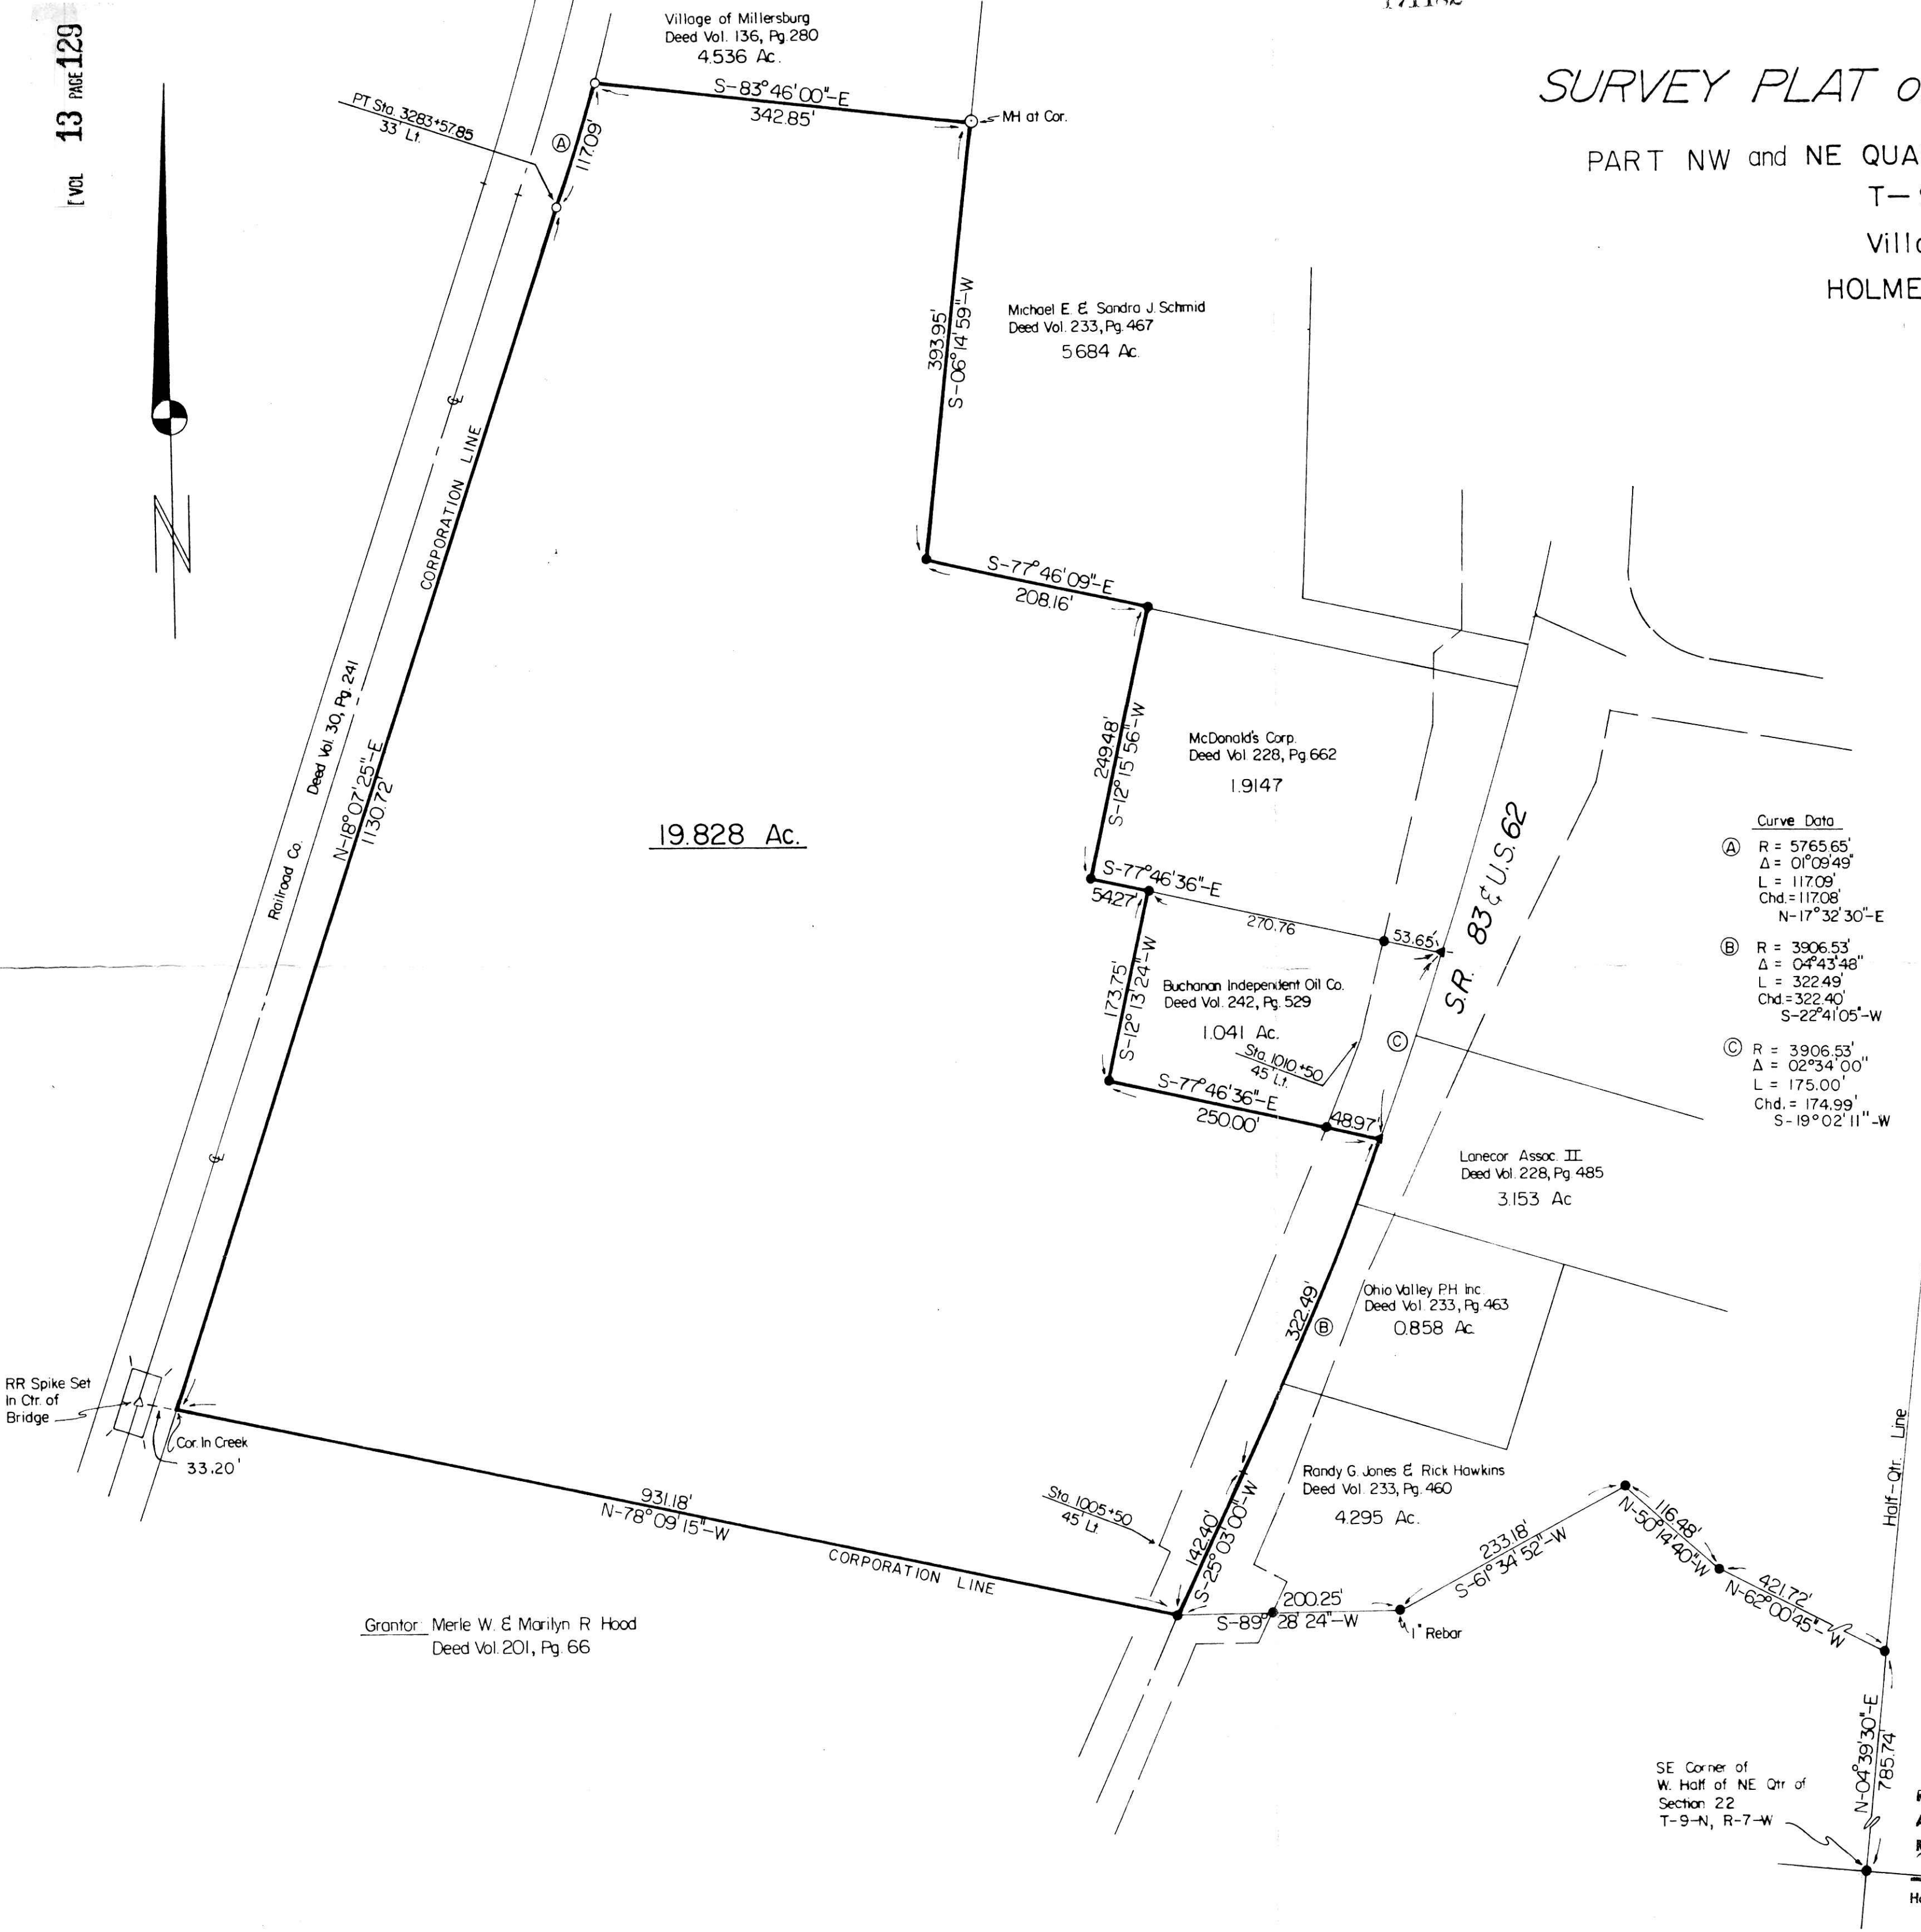 [VOL 13 PAGE 129
SURVEY PLAT o
PART NW and NE QUA
T-
Villa
HOLME
Village of Millersburg
Deed Vol. 136, Pg. 280
4.536 Ac.
S-83°46'00"-E
342.85'
MH at Cor.
PT Sta. 3283+57.85
33' Lt.
A
117.09'
393.95'
S-06°14'59"-W
Michael E. & Sandra J. Schmid
Deed Vol. 233, Pg. 467
5.684 Ac.
CORPORATION LINE
N
S-77°46'09"-E
208.16'
Deed Vol. 30, Pg. 241
Railroad Co.
N-18°07'25"-E
1130.72'
249.48'
S-12°15'56"-W
McDonald's Corp.
Deed Vol. 228, Pg. 662
1.9147
19.828 Ac.
S-77°46'36"-E
54.27'
270.76
53.65'
S.R. 83 & U.S. 62
173.75'
S-12°13'24"-W
Buchanan Independent Oil Co.
Deed Vol. 242, Pg. 529
1.041 Ac.
Sta. 1010+50
45' Lt.
C
S-77°46'36"-E
250.00'
48.97'
Curve Data
A R = 5765.65'
Δ = 01°09'49"
L = 117.09'
Chd.= 117.08'
N-17°32'30"-E
B R = 3906.53'
Δ = 04°43'48"
L = 322.49'
Chd.= 322.40'
S-22°41'05"-W
C R = 3906.53'
Δ = 02°34'00"
L = 175.00'
Chd. = 174.99'
S-19°02'11"-W
Lanecor Assoc. II
Deed Vol. 228, Pg. 485
3.153 Ac
322.49'
B
Ohio Valley P.H. Inc.
Deed Vol. 233, Pg. 463
0.858 Ac.
RR Spike Set
In Ctr. of
Bridge
Cor. In Creek
33.20'
931.18'
N-78°09'15"-W
CORPORATION LINE
Sta. 1005+50
45' Lt.
142.40'
S-25°03'00"-W
Randy G. Jones & Rick Hawkins
Deed Vol. 233, Pg. 460
4.295 Ac.
200.25'
S-89°28'24"-W
1" Rebar
233.18'
S-61°34'52"-W
116.48'
N-50°14'40"-W
421.72'
N-62°00'45"-W
Half-Qtr. Line
Grantor: Merle W. & Marilyn R. Hood
Deed Vol. 201, Pg. 66
N-04°39'30"-E
785.74'
SE Corner of
W. Half of NE Qtr of
Section 22
T-9-N, R-7-W